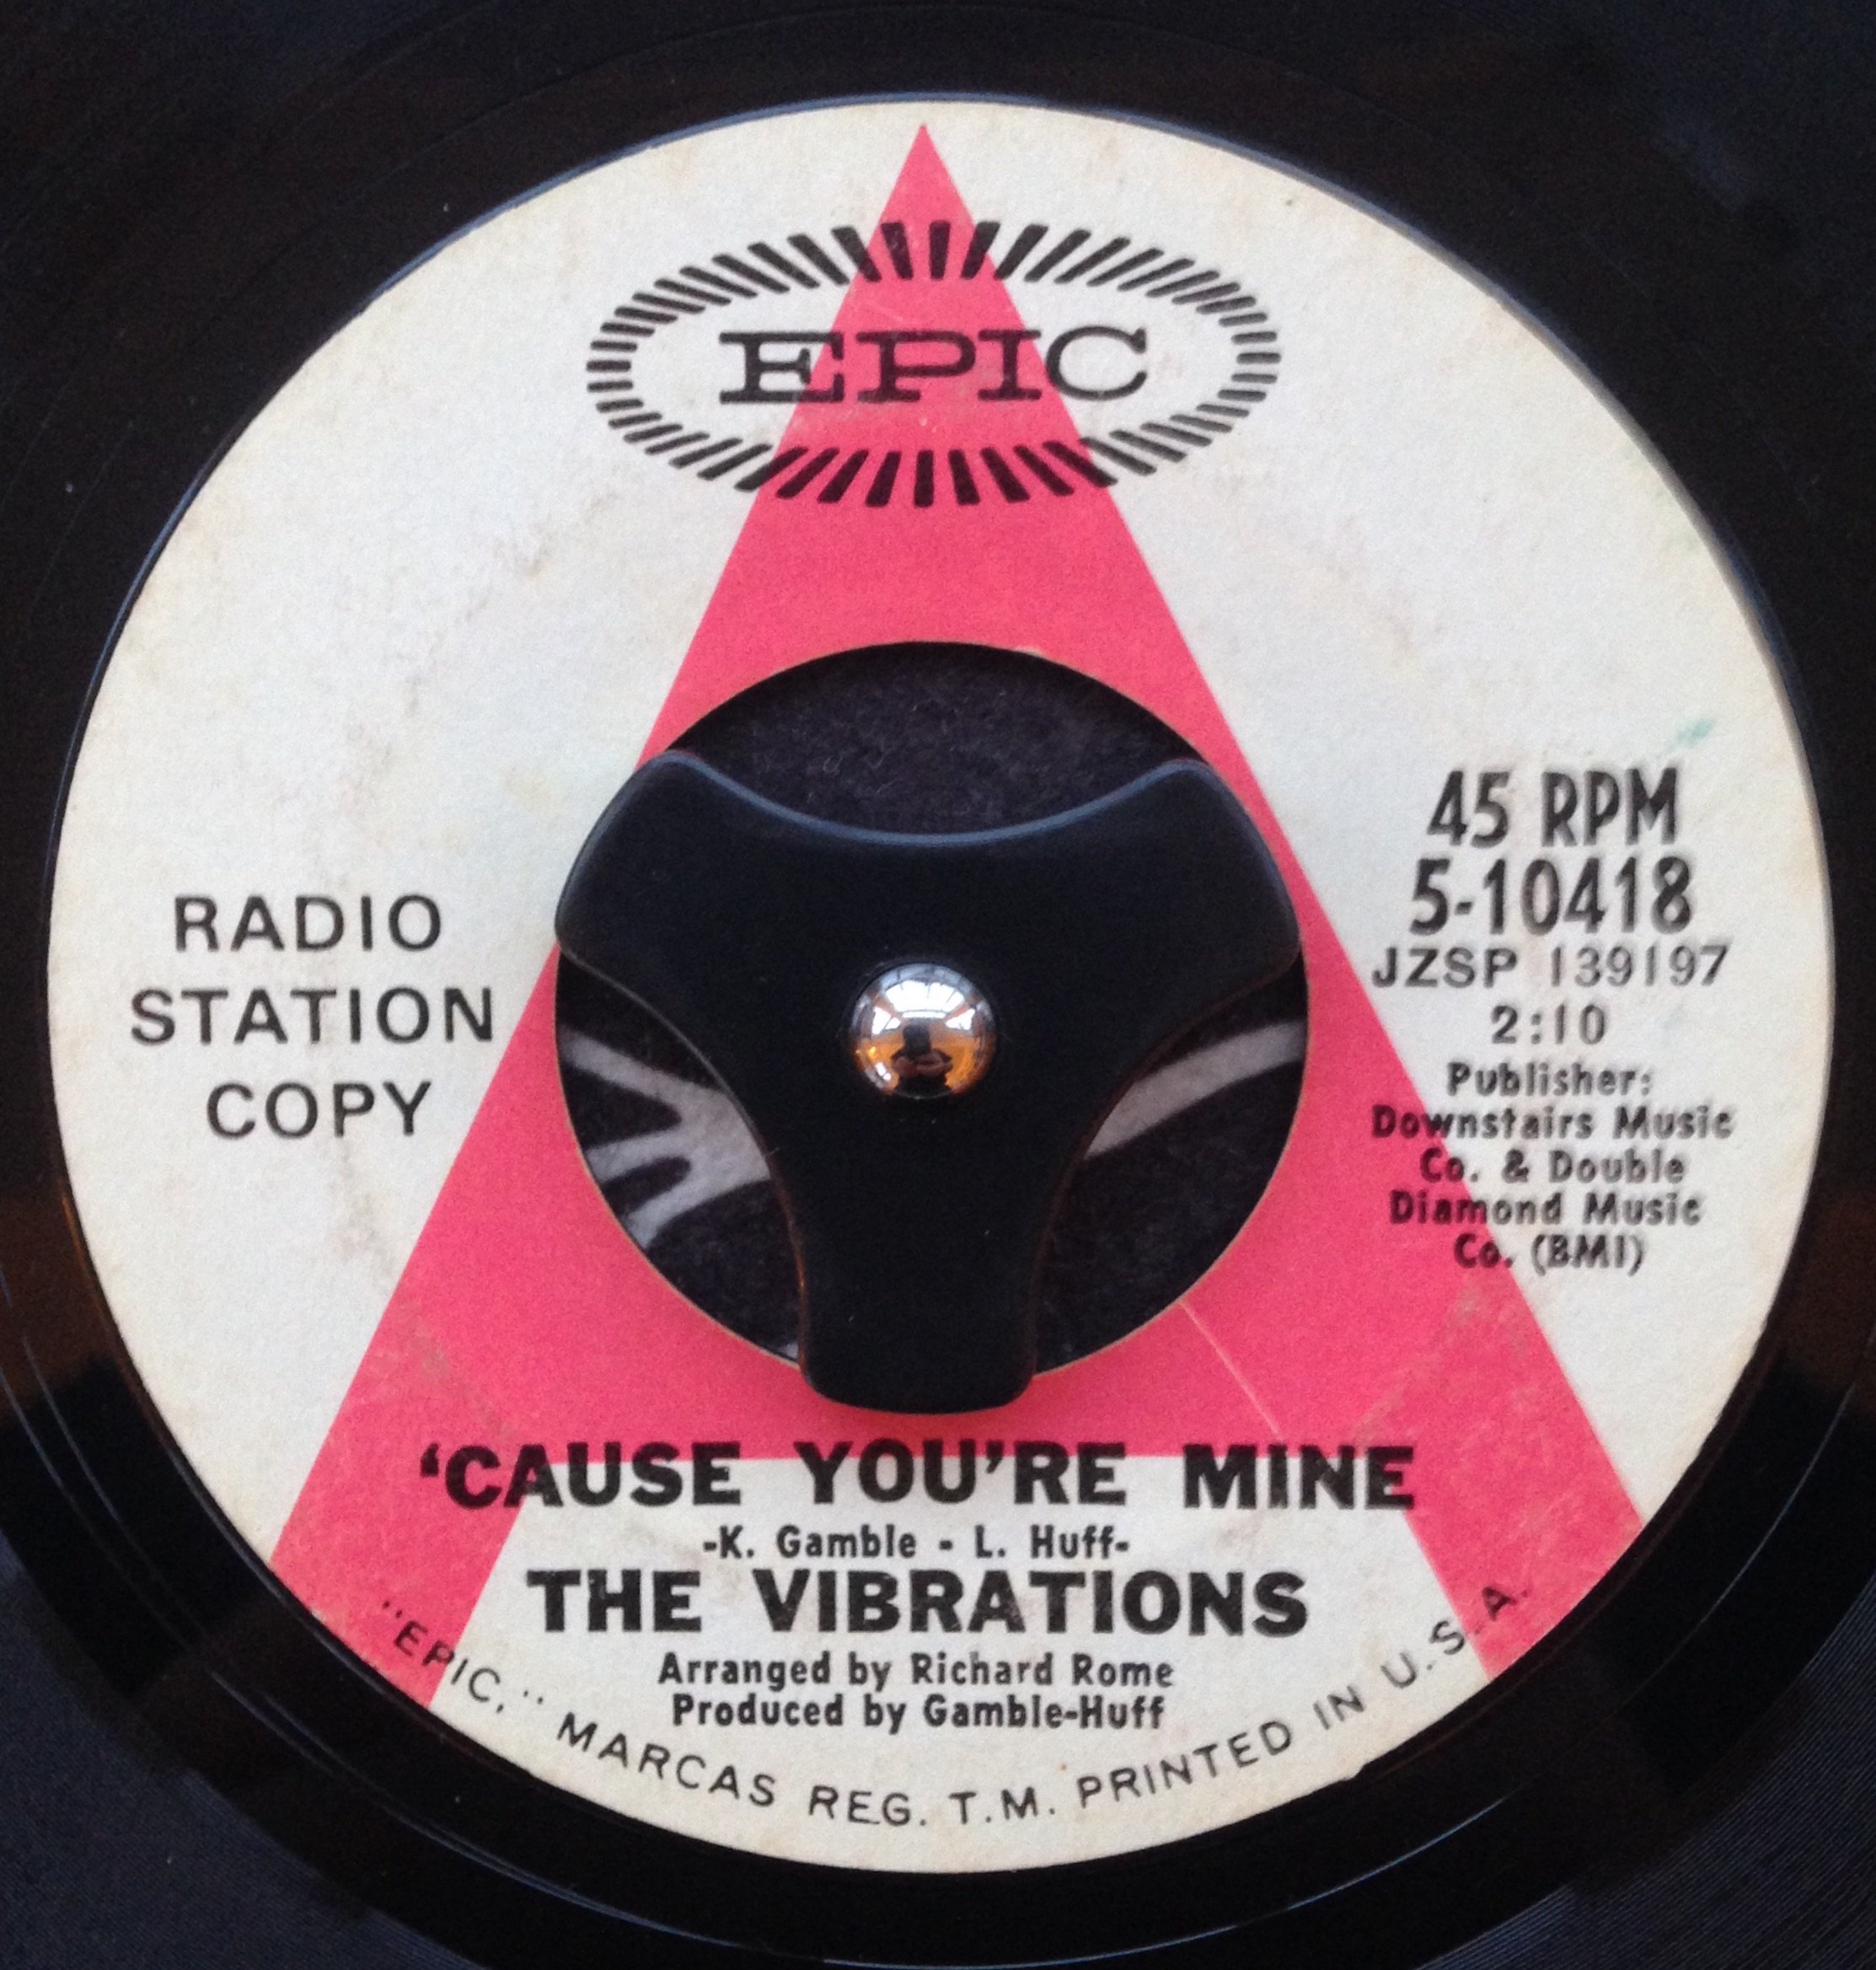 EPIC
RADIO
STATION
COPY
45 RPM
5-10418
JZSP 139197
2:10
Publisher:
Downstairs Music
Co. & Double
Diamond Music
Co. (BMI)
‘CAUSE YOU’RE MINE
-K. Gamble - L. Huff-
THE VIBRATIONS
Arranged by Richard Rome
Produced by Gamble-Huff
"EPIC," MARCAS REG. T.M. PRINTED IN U.S.A.